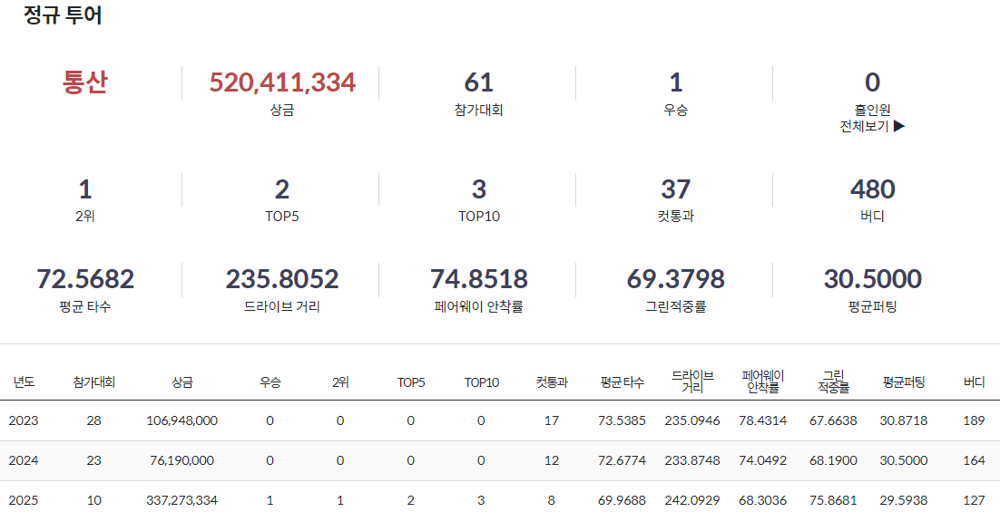 정규 투어
통산 520,411,334 61 1 0
상금 참가대회 우승 홀인원
전체보기 ▶
1 2 3 37 480
2위 TOP5 TOP10 컷통과 버디
72.5682 235.8052 74.8518 69.3798 30.5000
평균 타수 드라이브 거리 페어웨이 안착률 그린적중률 평균퍼팅
년도 참가대회 상금 우승 2위 TOP5 TOP10 컷통과 평균 타수 드라이브 거리 페어웨이 안착률 그린 적중률 평균퍼팅 버디
2023 28 106,948,000 0 0 0 0 17 73.5385 235.0946 78.4314 67.6638 30.8718 189
2024 23 76,190,000 0 0 0 0 12 72.6774 233.8748 74.0492 68.1900 30.5000 164
2025 10 337,273,334 1 1 2 3 8 69.9688 242.0929 68.3036 75.8681 29.5938 127